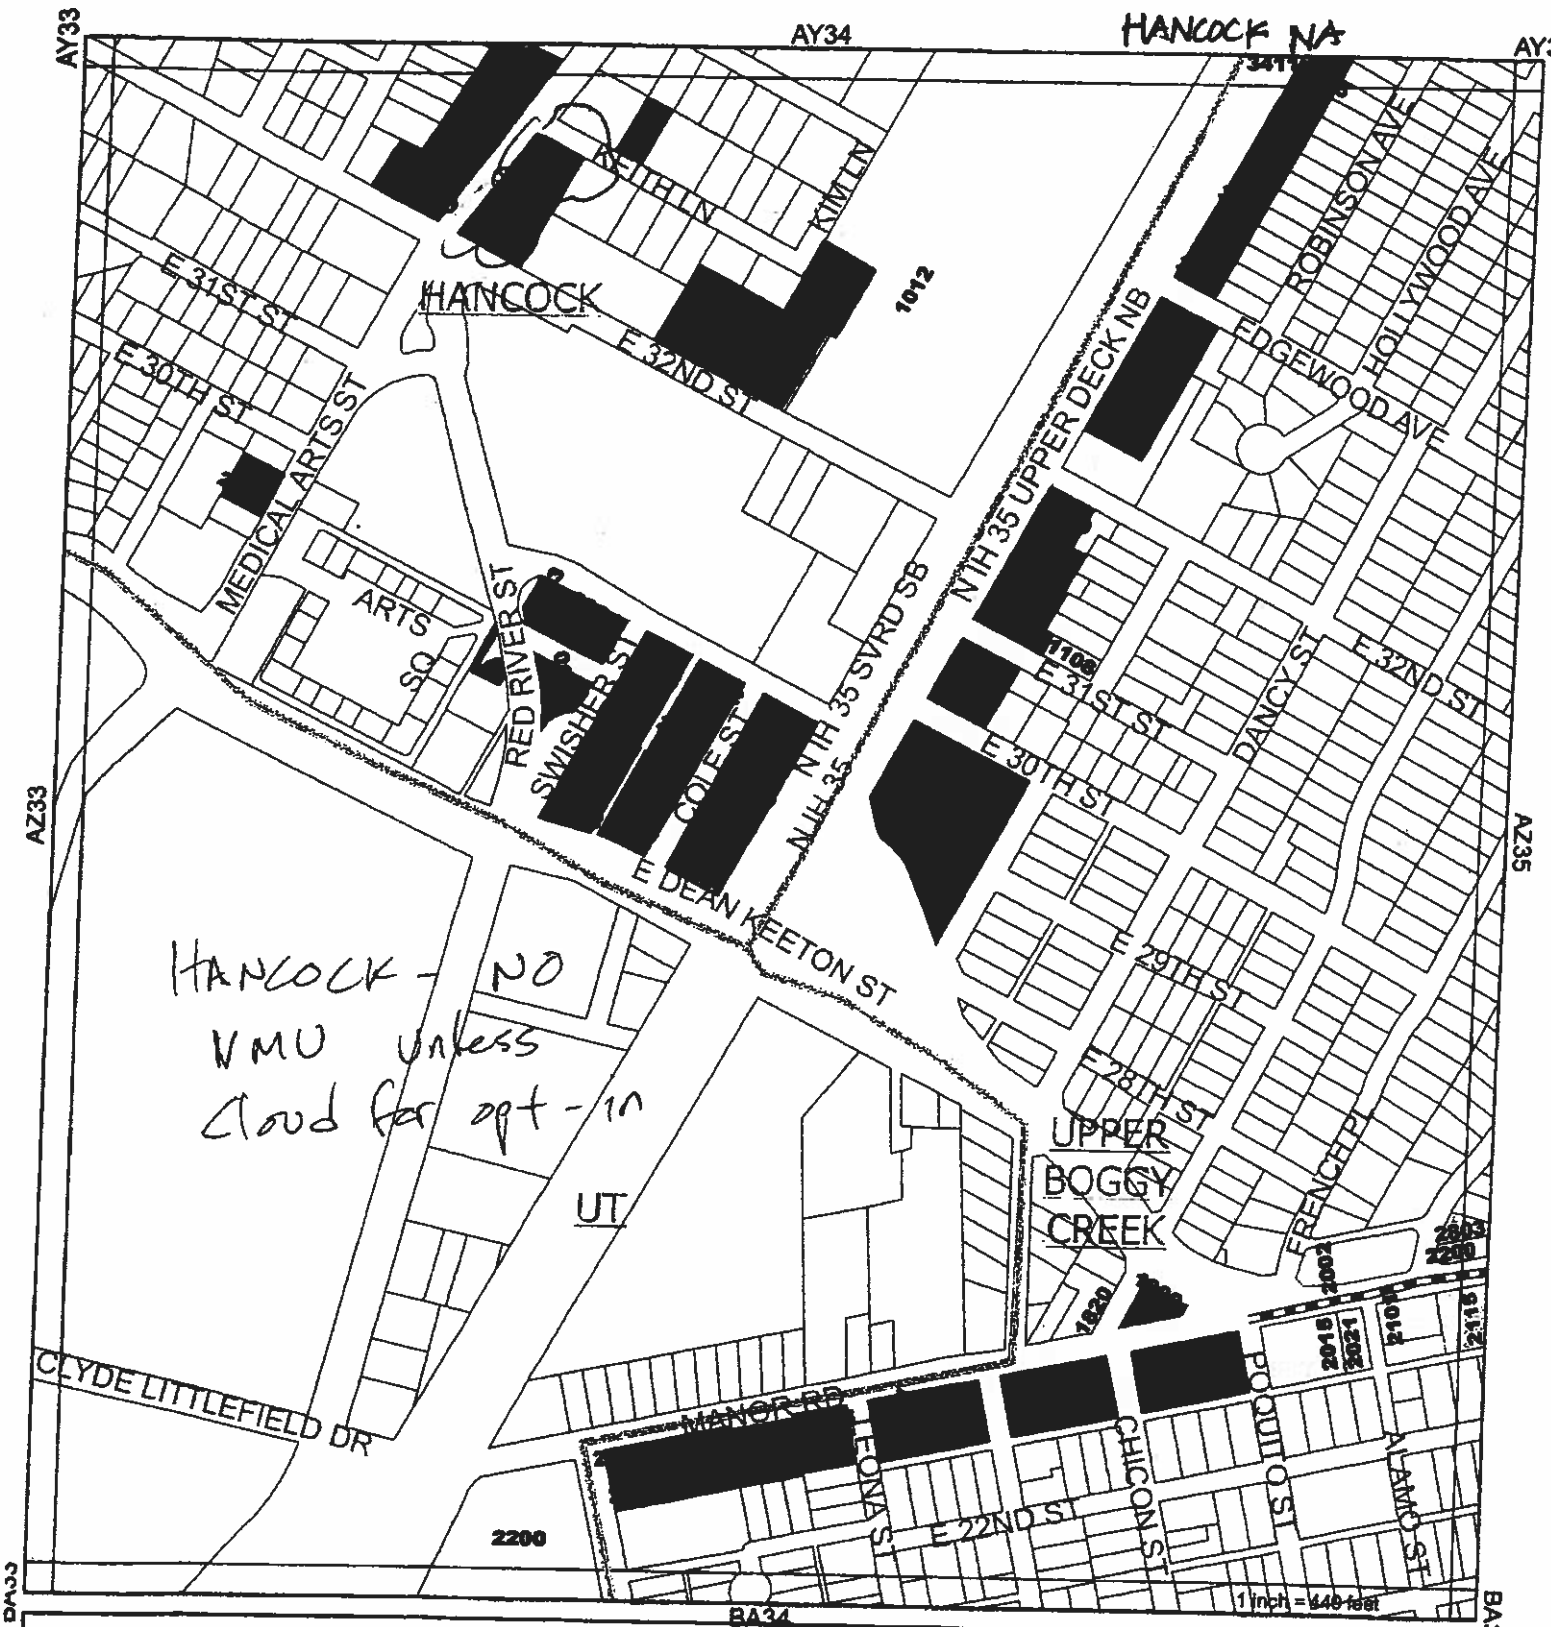 HANCOCK NA
AY33
AY34
3411
KEITH LN
KIM LN
ROBINSON AVE
HOLLYWOOD AVE
1012
E 31ST ST
HANCOCK
E 30TH ST
E 32ND ST
EDGEWOOD AVE
MEDICAL ARTS ST
N IH 35 UPPER DECK NB
ARTS
SQ
RED RIVER ST
SWISHER ST
COLE ST
N IH 35 SVRD SB
N IH 35
1108
E 31ST ST
E 32ND ST
DANCY ST
E 30TH ST
AZ33
AZ35
E DEAN KEETON ST
E 29TH ST
HANCOCK - NO
VMU unless
Cloud for opt-in
E 28TH ST
UPPER
BOGGY
CREEK
UT
FRENCH PL
2803
2200
2002
1820
2015
2021
2101
2115
CLYDE LITTLEFIELD DR
MANOR RD
LEONA ST
CHICON ST
POQUITO ST
ALAMO ST
E 22ND ST
2200
BA33
BA34
1 inch = 440 feet